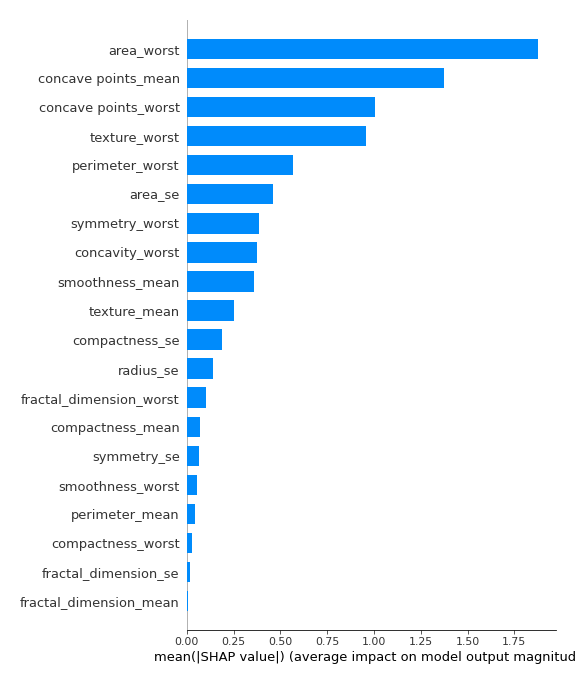 area_worst
concave points_mean
concave points_worst
texture_worst
perimeter_worst
area_se
symmetry_worst
concavity_worst
smoothness_mean
texture_mean
compactness_se
radius_se
fractal_dimension_worst
compactness_mean
symmetry_se
smoothness_worst
perimeter_mean
compactness_worst
fractal_dimension_se
fractal_dimension_mean
0.00 0.25 0.50 0.75 1.00 1.25 1.50 1.75
mean(|SHAP value|) (average impact on model output magnitud